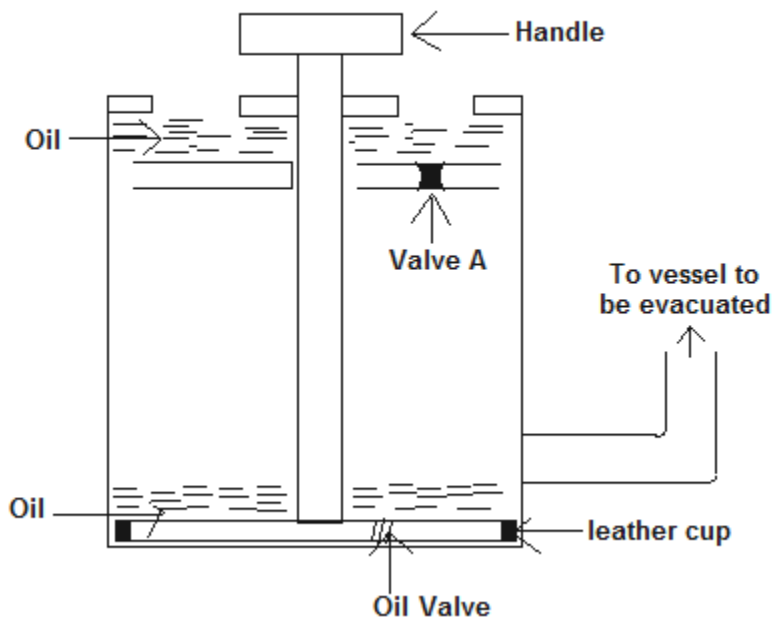 Handle
Oil
Valve A
To vessel to
be evacuated
Oil
leather cup
Oil Valve